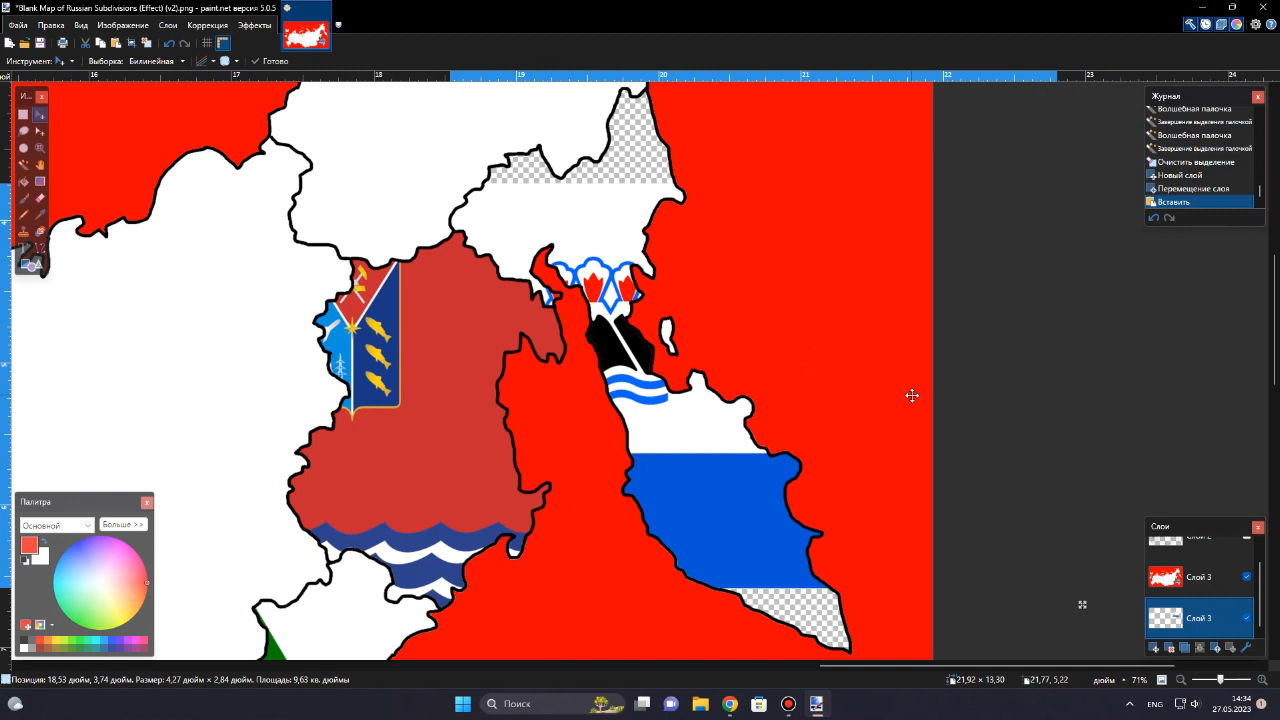 *Blank Map of Russian Subdivisions (Effect) (v2).png - paint.net версия 5.0.5
Файл Правка Вид Изображение Слои Коррекция Эффекты
Инструмент: Выборка: Билинейная Готово
16 17 18 19 20 21 22 23 24
И...
Журнал
Волшебная палочка
Завершение выделения палочкой
Волшебная палочка
Завершение выделения палочкой
Очистить выделение
Новый слой
Перемещение слоя
Вставить
Палитра
Основной Больше >>
Слои
Слой 3
Слой 3
Позиция: 18,53 дюйм, 3,74 дюйм. Размер: 4,27 дюйм × 2,84 дюйм. Площадь: 9,63 кв. дюймы
21,92 × 13,30 21,77, 5,22 дюйм 71%
Поиск
ENG 14:34
27.05.2023